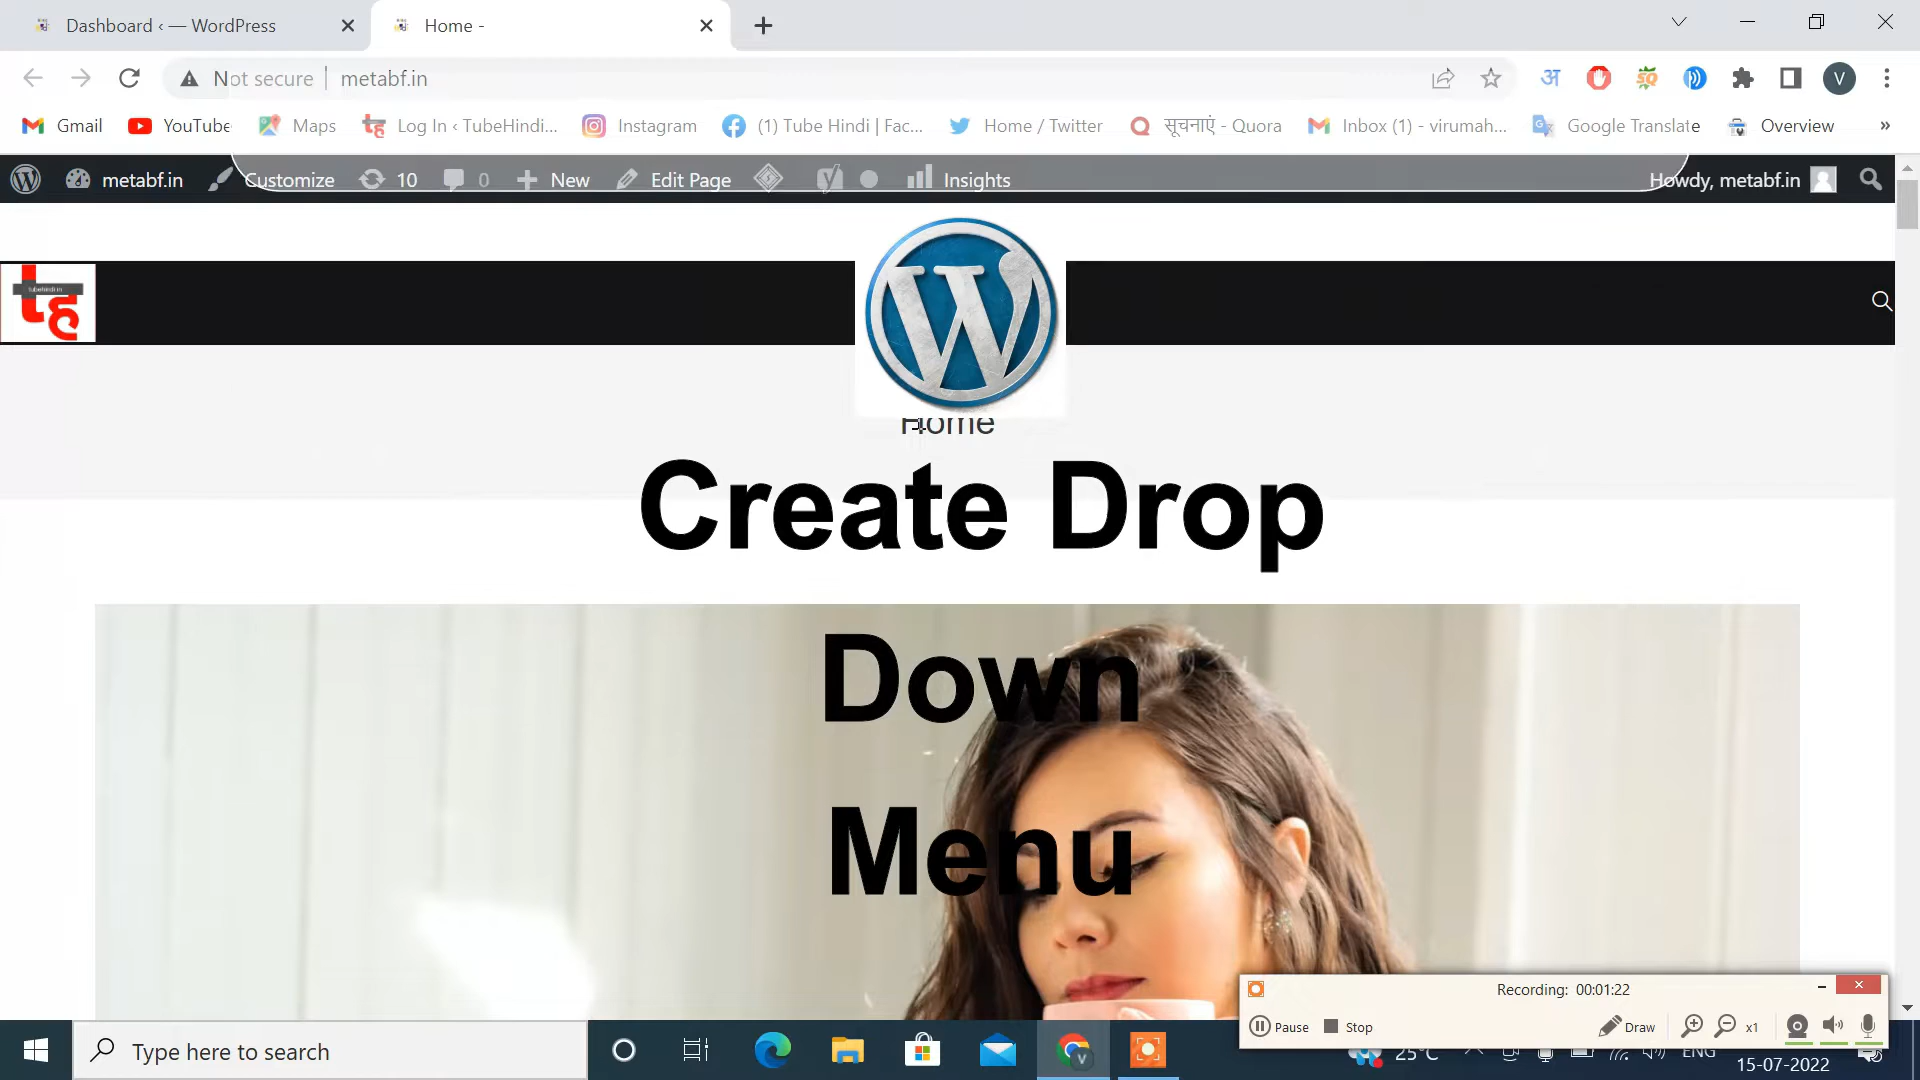 Dashboard ‹ — WordPress
Home -
Not secure
metabf.in
Gmail
YouTube
Maps
Log In ‹ TubeHindi...
Instagram
(1) Tube Hindi | Fac...
Home / Twitter
सूचनाएं - Quora
Inbox (1) - virumah...
Google Translate
Overview
»
metabf.in
Customize
10
0
New
Edit Page
Insights
Howdy, metabf.in
tubehindi in
Home
Create Drop
Down
Menu
Recording: 00:01:22
Pause
Stop
Draw
x1
Type here to search
25°C
ENG
15-07-2022